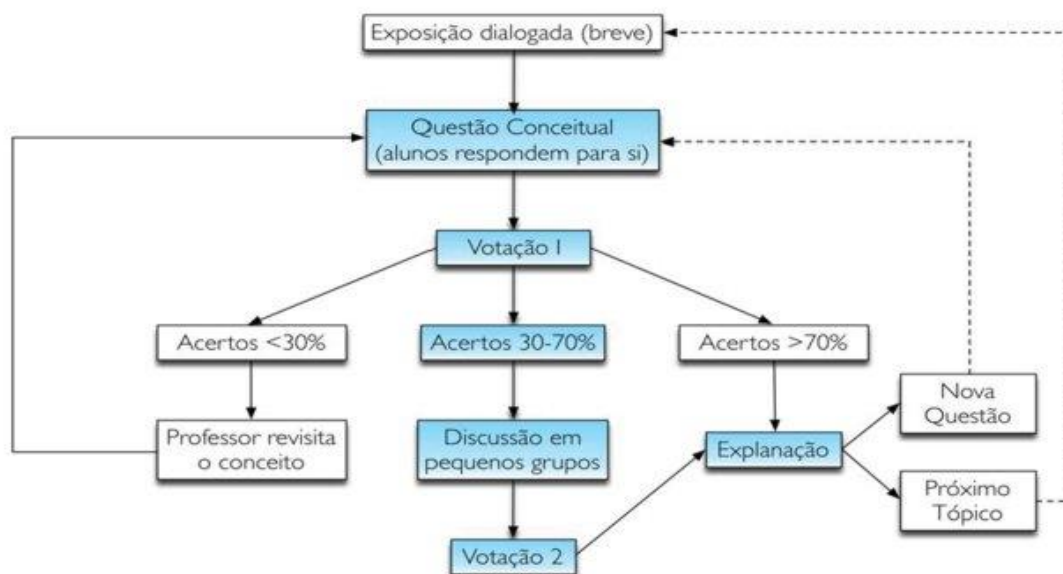 Exposição dialogada (breve)
Questão Conceitual
(alunos respondem para si)
Votação 1
Acertos <30%
Acertos 30-70%
Acertos >70%
Professor revisita
o conceito
Discussão em
pequenos grupos
Explanação
Nova
Questão
Próximo
Tópico
Votação 2